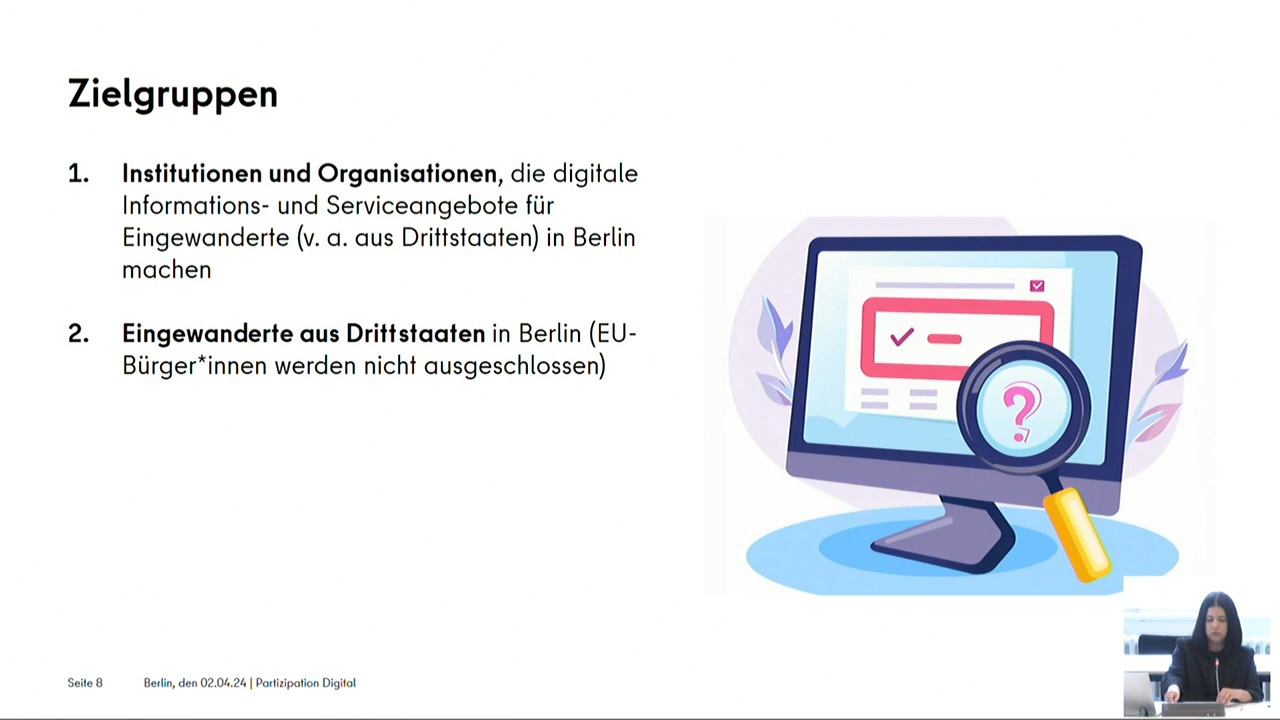 Zielgruppen
1. Institutionen und Organisationen, die digitale
Informations- und Serviceangebote für
Eingewanderte (v. a. aus Drittstaaten) in Berlin
machen
2. Eingewanderte aus Drittstaaten in Berlin (EU-
Bürger*innen werden nicht ausgeschlossen)
?
Seite 8 Berlin, den 02.04.24 | Partizipation Digital